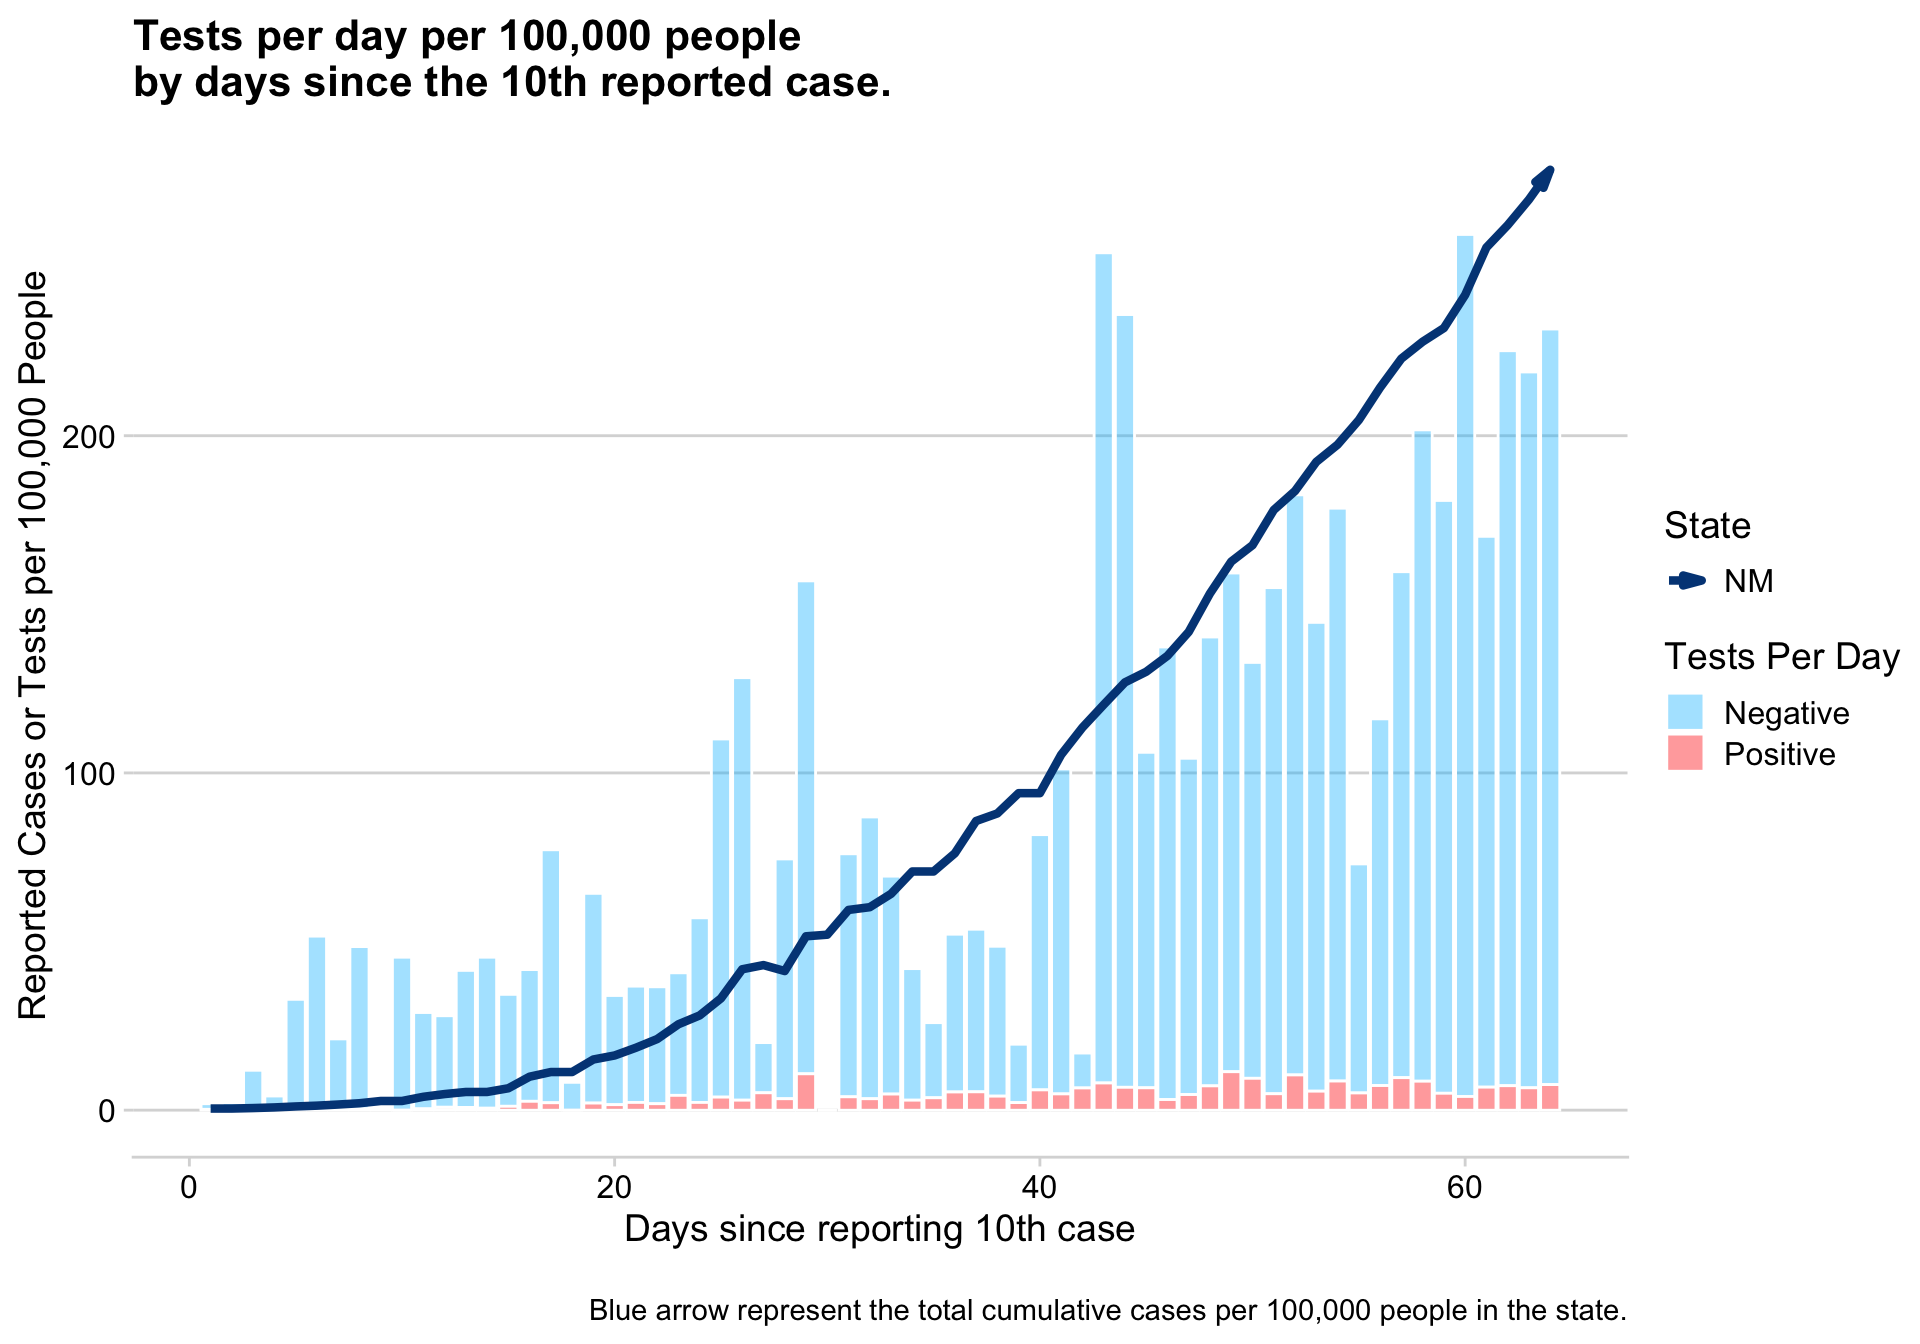 Tests per day per 100,000 people
by days since the 10th reported case.
Reported Cases or Tests per 100,000 People
200
100
0
0
20
40
60
Days since reporting 10th case
State
NM
Tests Per Day
Negative
Positive
Blue arrow represent the total cumulative cases per 100,000 people in the state.